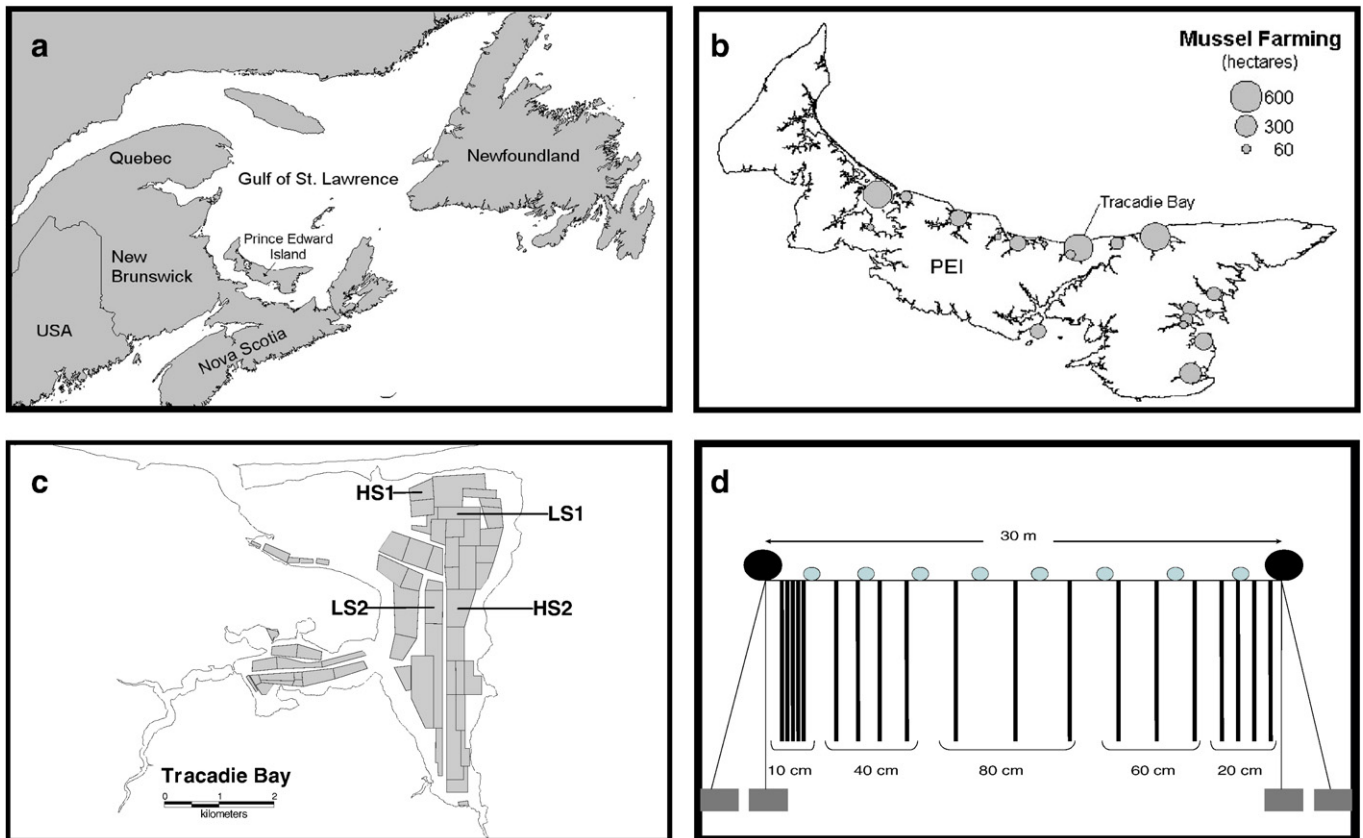 a
Quebec
Newfoundland
Gulf of St. Lawrence
Prince Edward
Island
New
Brunswick
USA
Nova Scotia
b
Mussel Farming
(hectares)
600
300
60
Tracadie Bay
PEI
c
HS1
LS1
LS2
HS2
Tracadie Bay
0 1 2
kilometers
d
30 m
10 cm 40 cm 80 cm 60 cm 20 cm